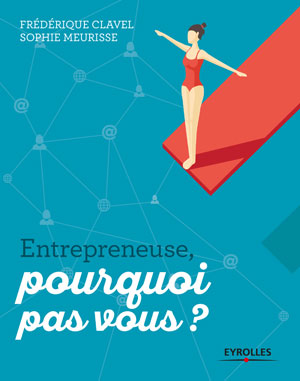 FRÉDÉRIQUE CLAVEL
SOPHIE MEURISSE
Entrepreneuse,
pourquoi
pas vous ?
EYROLLES